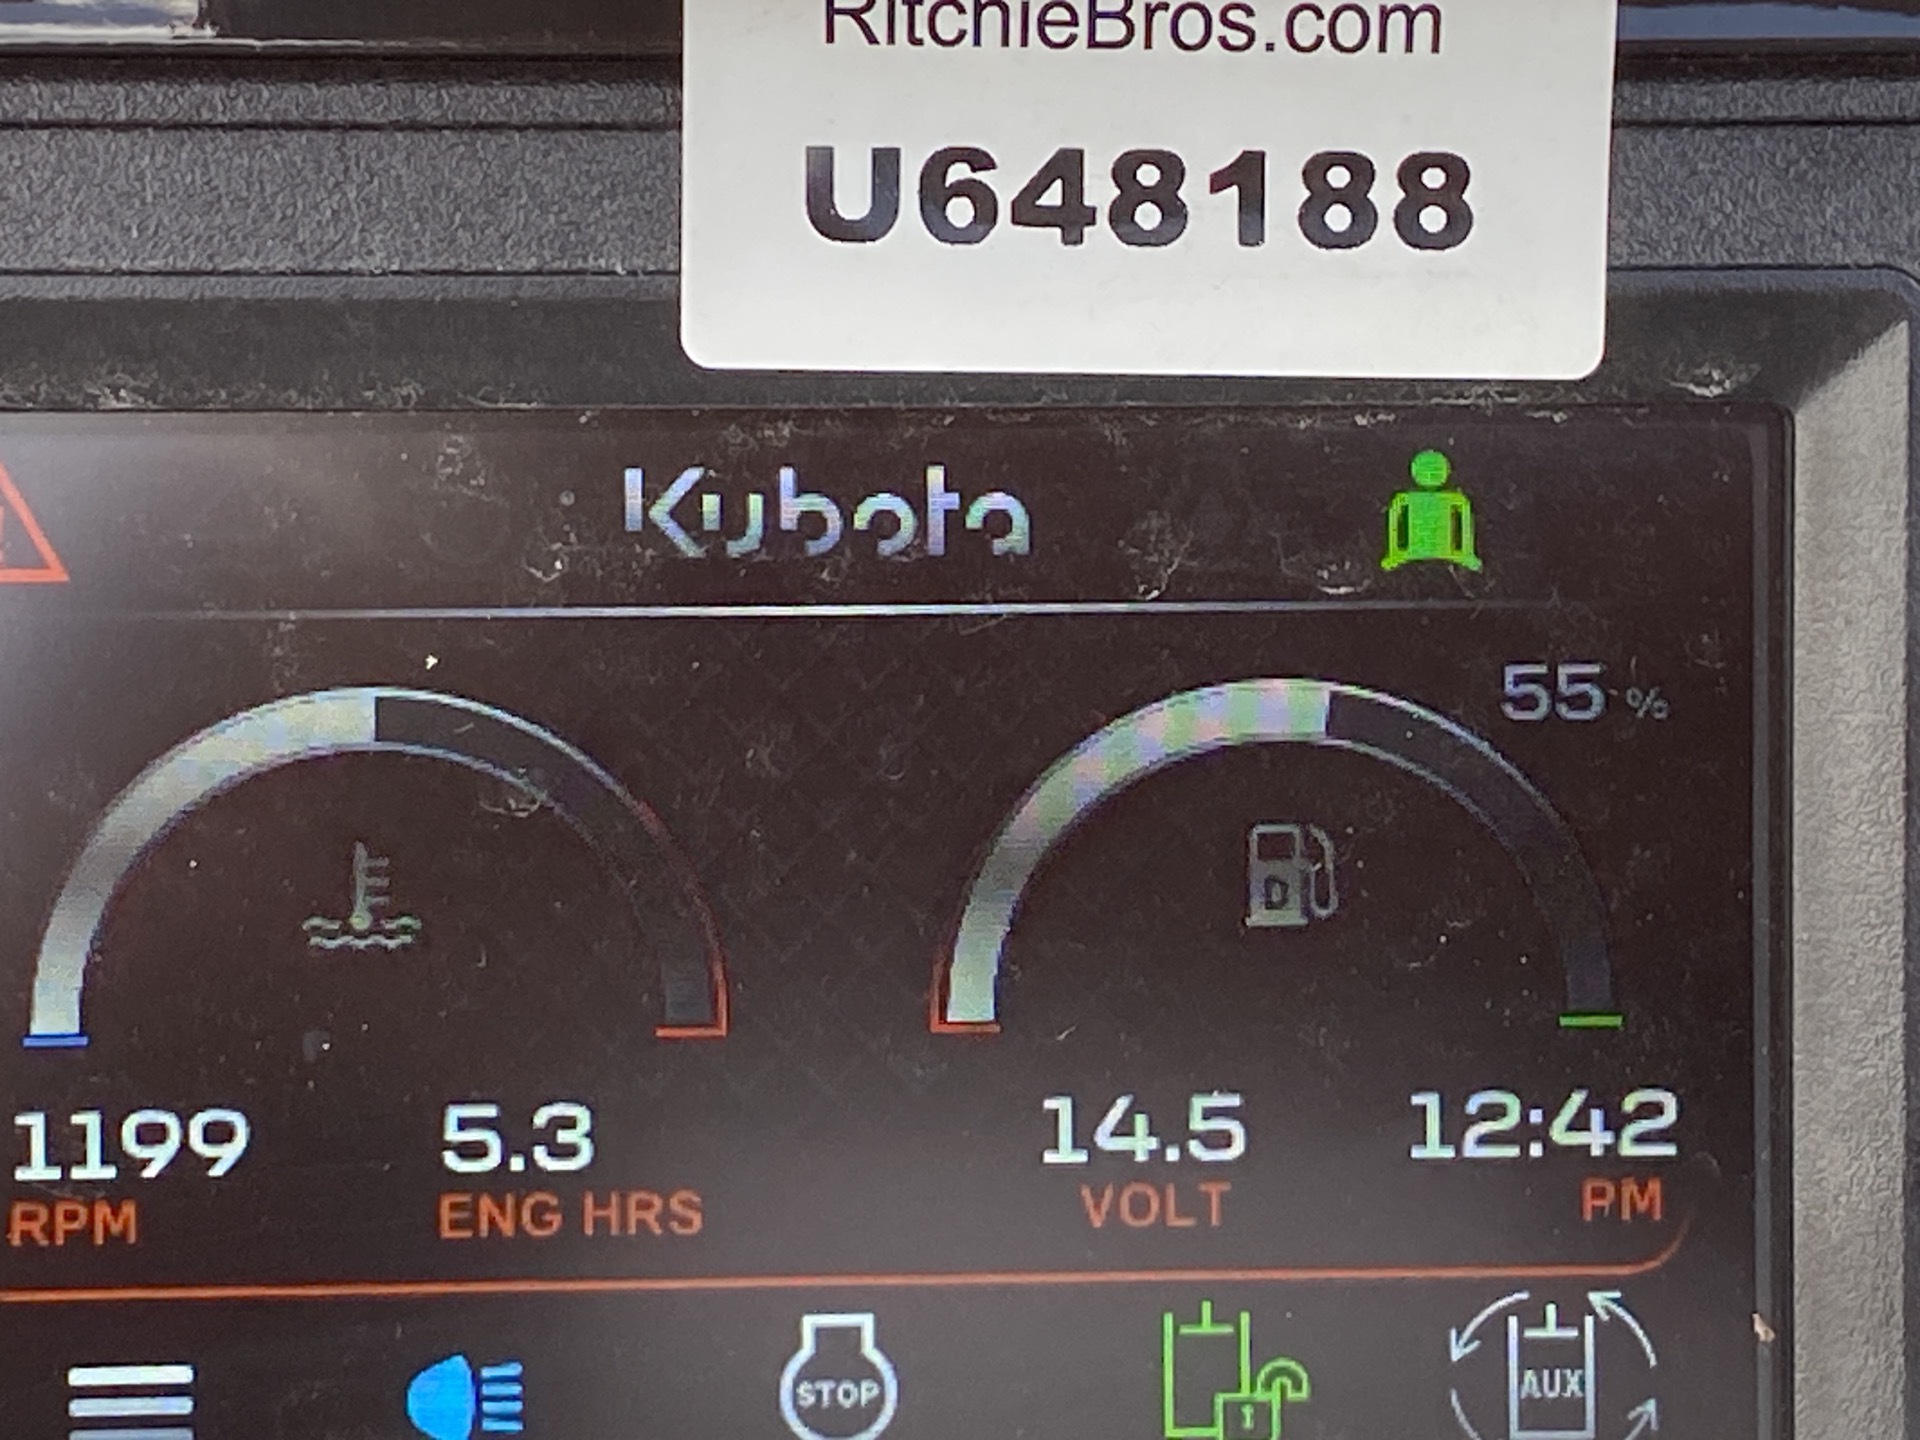 RitchieBros.com
U648188
Kubota
55 %
D
1199 5.3 14.5 12:42
RPM ENG HRS VOLT PM
STOP
1
AUX